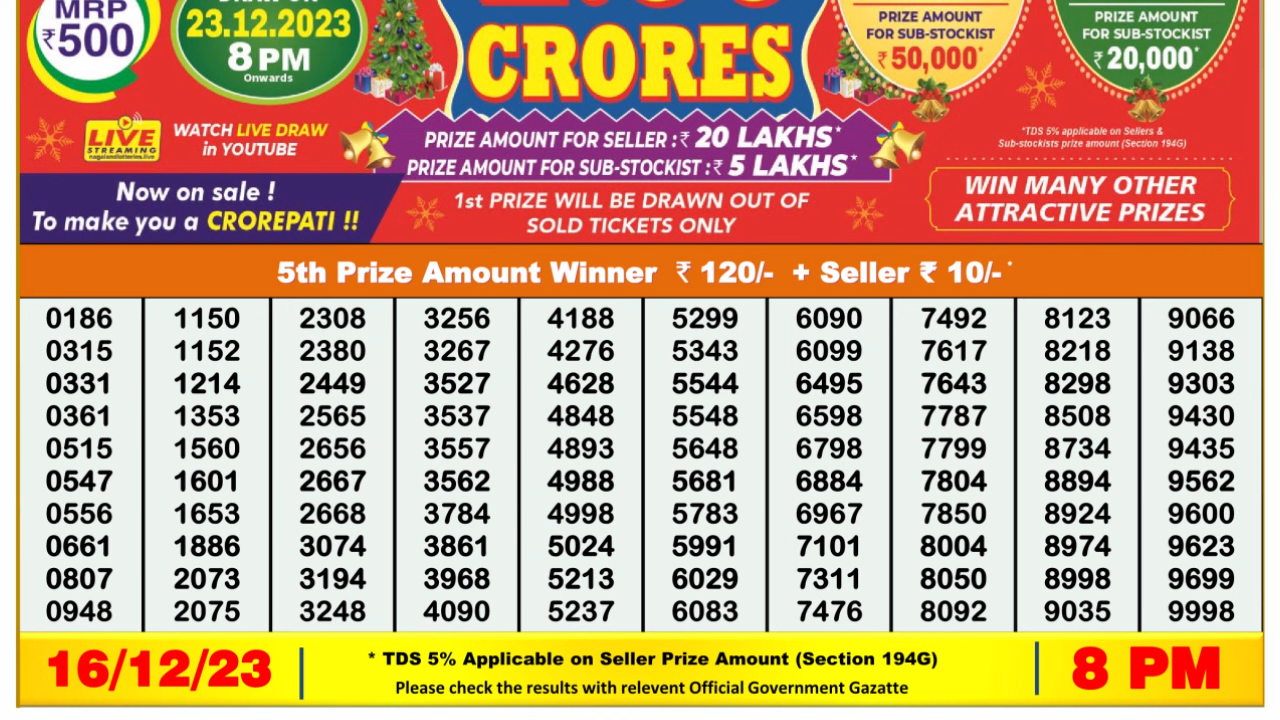 MRP
₹500
23.12.2023
8 PM
Onwards
CRORES
PRIZE AMOUNT
FOR SUB-STOCKIST
₹ 50,000*
PRIZE AMOUNT
FOR SUB-STOCKIST
₹ 20,000*
LIVE
STREAMING
nagalandlotteries.live
WATCH LIVE DRAW
in YOUTUBE
PRIZE AMOUNT FOR SELLER :₹ 20 LAKHS*
PRIZE AMOUNT FOR SUB-STOCKIST :₹ 5 LAKHS*
*TDS 5% applicable on Sellers &
Sub-stockists prize amount (Section 194G)
Now on sale !
To make you a CROREPATI !!
1st PRIZE WILL BE DRAWN OUT OF
SOLD TICKETS ONLY
WIN MANY OTHER
ATTRACTIVE PRIZES
5th Prize Amount Winner ₹ 120/- + Seller ₹ 10/-*
0186 1150 2308 3256 4188 5299 6090 7492 8123 9066
0315 1152 2380 3267 4276 5343 6099 7617 8218 9138
0331 1214 2449 3527 4628 5544 6495 7643 8298 9303
0361 1353 2565 3537 4848 5548 6598 7787 8508 9430
0515 1560 2656 3557 4893 5648 6798 7799 8734 9435
0547 1601 2667 3562 4988 5681 6884 7804 8894 9562
0556 1653 2668 3784 4998 5783 6967 7850 8924 9600
0661 1886 3074 3861 5024 5991 7101 8004 8974 9623
0807 2073 3194 3968 5213 6029 7311 8050 8998 9699
0948 2075 3248 4090 5237 6083 7476 8092 9035 9998
16/12/23
* TDS 5% Applicable on Seller Prize Amount (Section 194G)
Please check the results with relevent Official Government Gazatte
8 PM